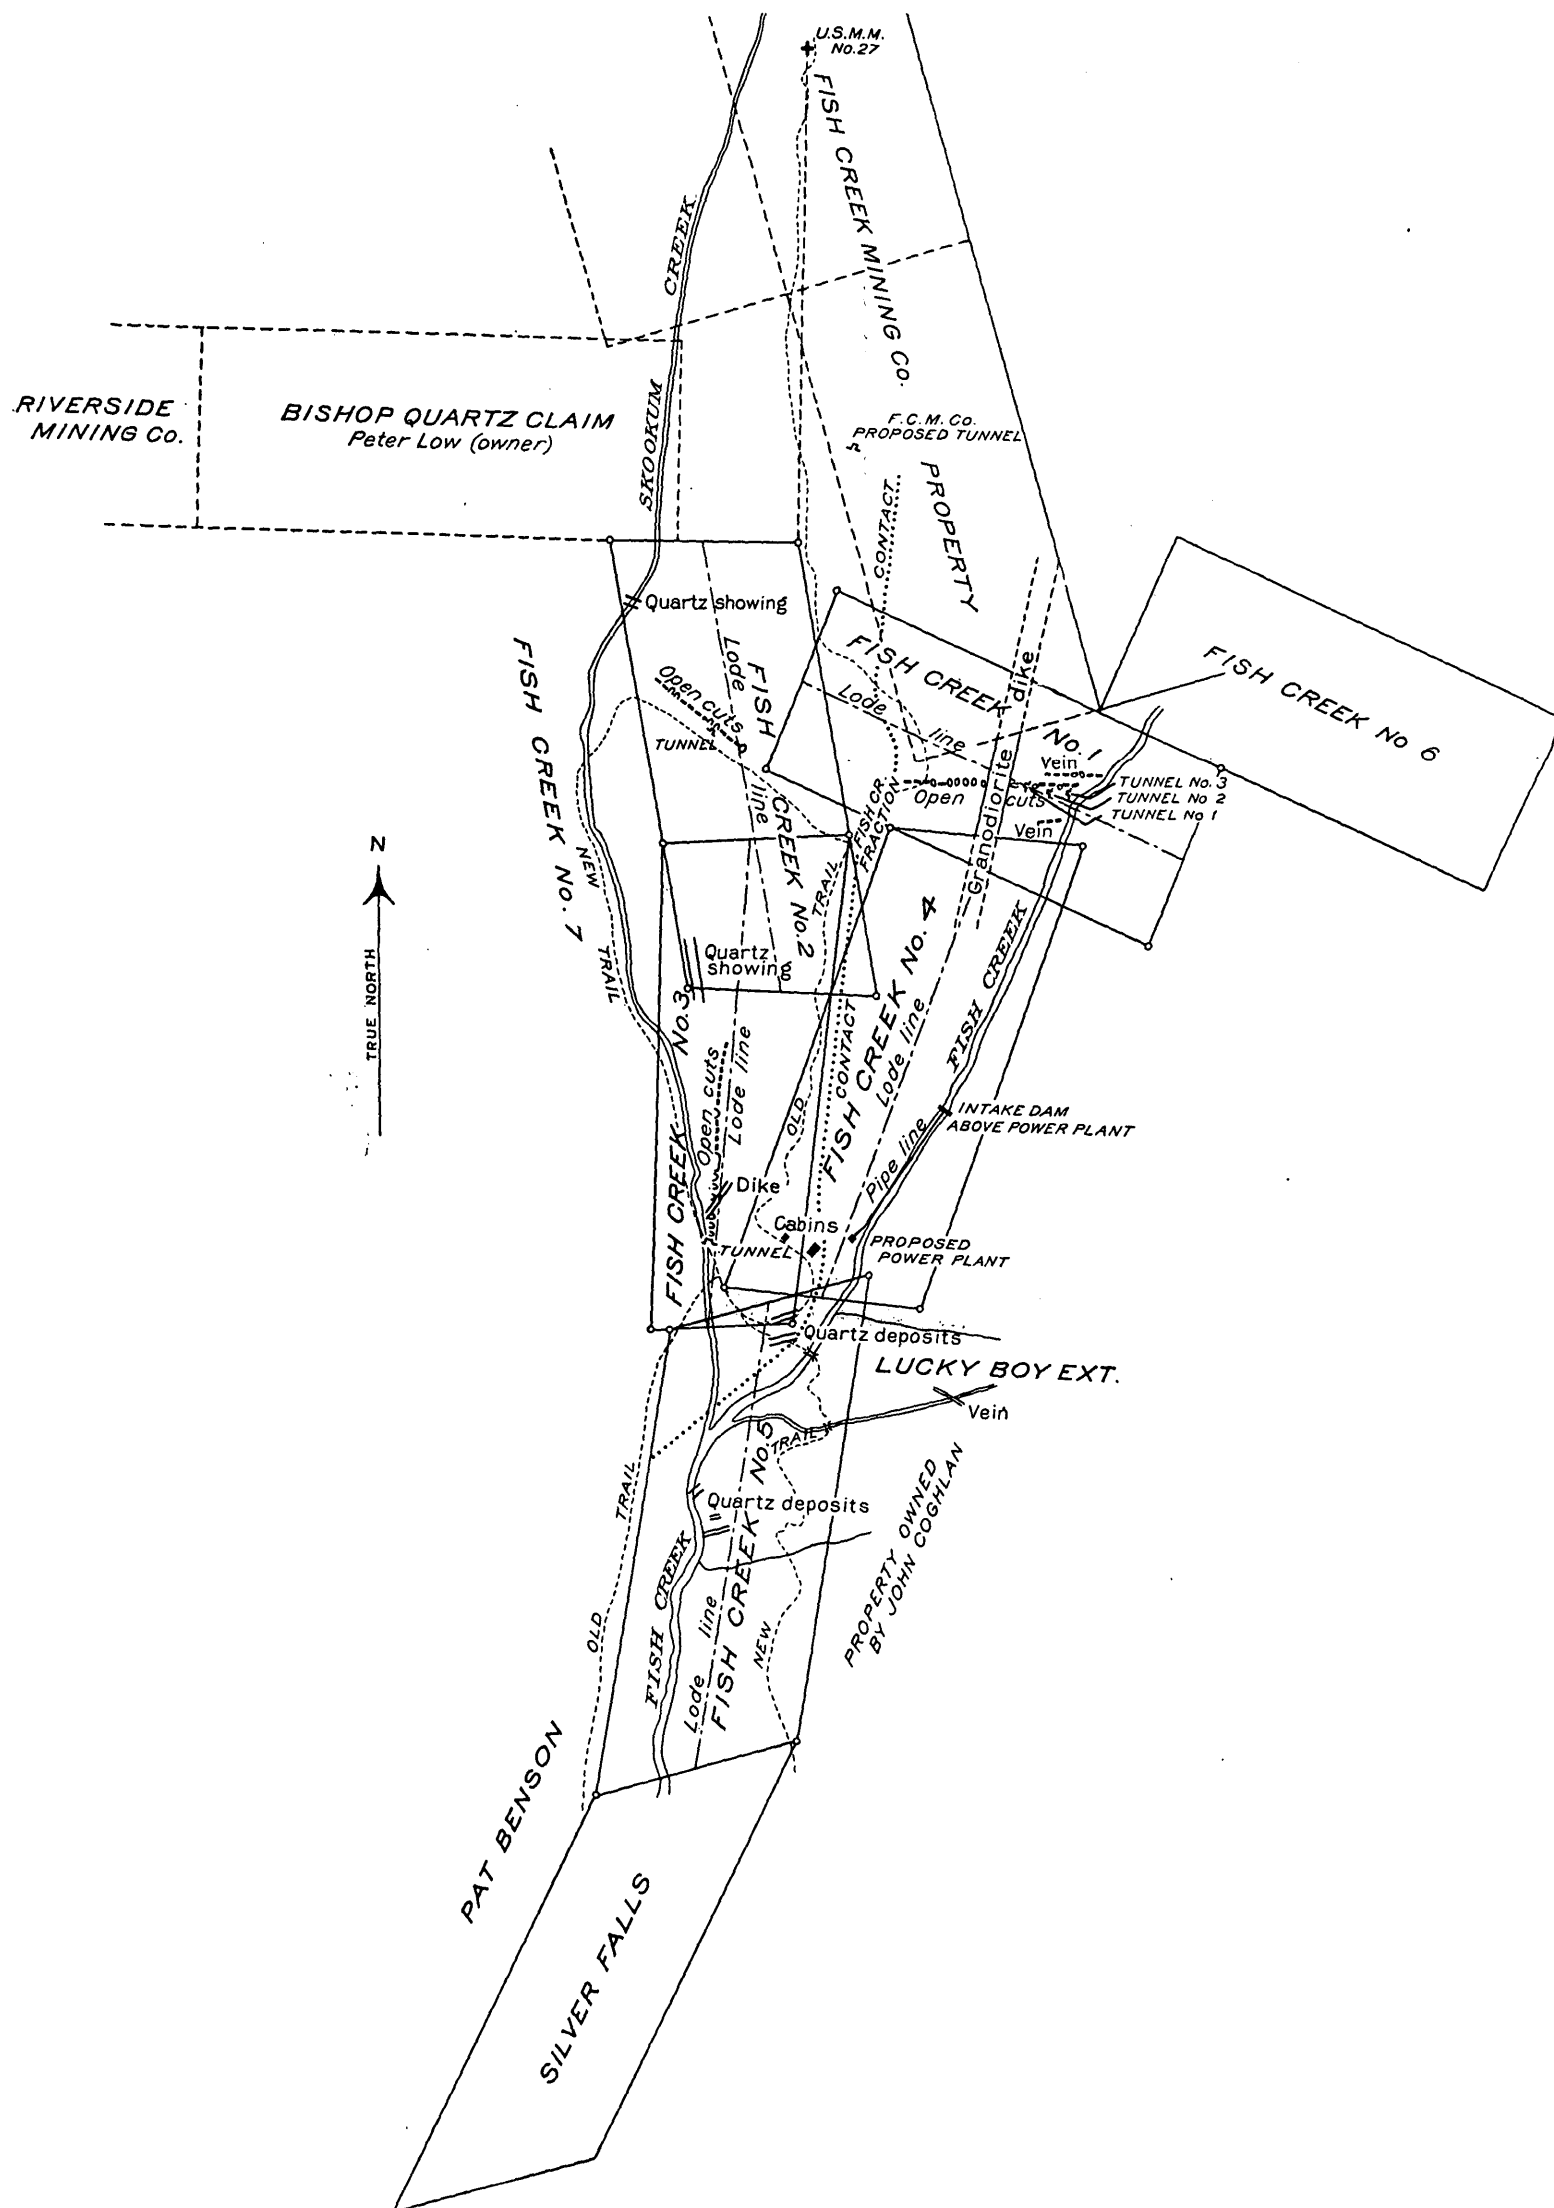 U.S.M.M.
No. 27
FISH CREEK MINING CO.
PROPERTY
SKOOKUM CREEK
RIVERSIDE
MINING Co.
BISHOP QUARTZ CLAIM
Peter Low (owner)
F.C.M. Co.
PROPOSED TUNNEL
CONTACT
Quartz showing
FISH CREEK No. 7
Lode line
FISH CREEK No. 2
Open cuts
TUNNEL
FISH CREEK No. 1
Lode line
Granodiorite dike
FISH CREEK No 6
Vein
TUNNEL No. 3
TUNNEL No 2
TUNNEL No 1
Open cuts
Vein
FISH CR.
FRACTION
N
TRUE NORTH
NEW TRAIL
OLD TRAIL
Quartz
showing
FISH CREEK No. 3
Open cuts
Lode line
CONTACT
FISH CREEK No. 4
Lode line
FISH CREEK
INTAKE DAM
ABOVE POWER PLANT
Pipe line
Dike
Cabins
TUNNEL
PROPOSED
POWER PLANT
Quartz deposits
LUCKY BOY EXT.
Vein
TRAIL
NEW
OLD TRAIL
Quartz deposits
FISH CREEK
Lode line
FISH CREEK No. 5
PROPERTY OWNED
BY JOHN COGHLAN
PAT BENSON
SILVER FALLS